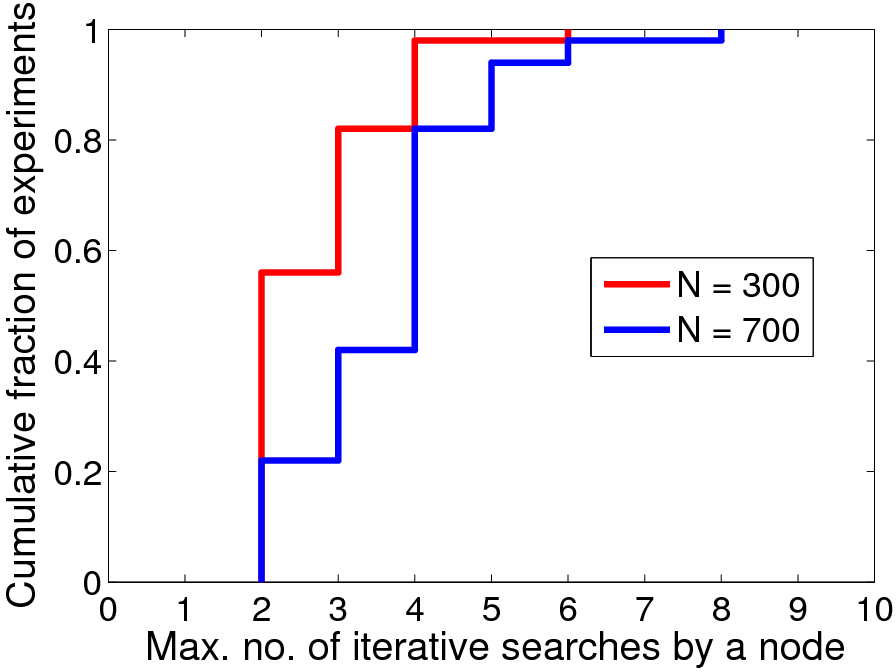 Cumulative fraction of experiments
1
0.8
0.6
0.4
0.2
0
0 1 2 3 4 5 6 7 8 9 10
Max. no. of iterative searches by a node
N = 300
N = 700